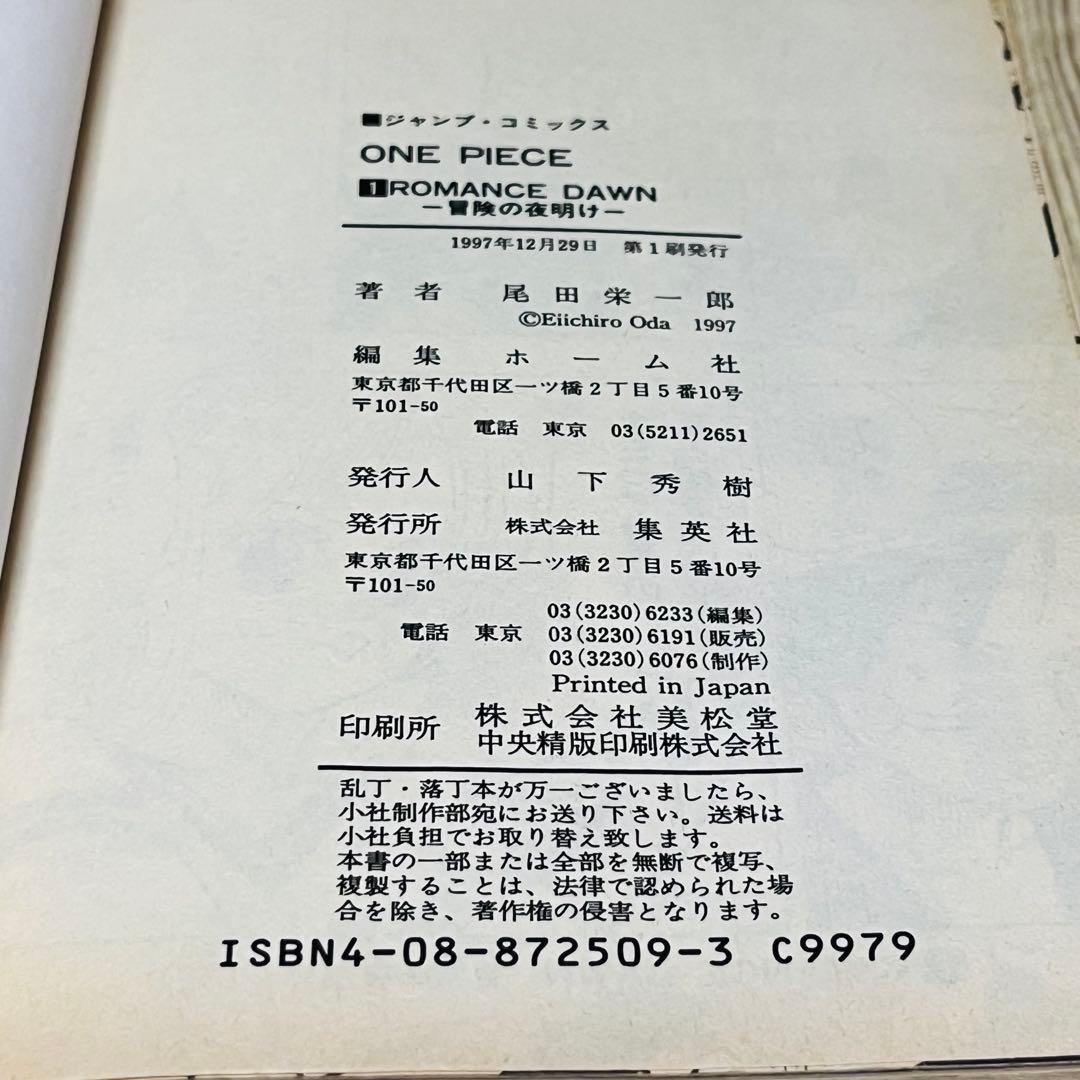 ■ジャンプ・コミックス
ONE PIECE
1 ROMANCE DAWN
—冒険の夜明け—
1997年12月29日 第1刷発行
著者 尾田栄一郎
©Eiichiro Oda 1997
編集 ホーム社
東京都千代田区一ツ橋2丁目5番10号
〒101-50
電話 東京 03(5211)2651
発行人 山下秀樹
発行所 株式会社 集英社
東京都千代田区一ツ橋2丁目5番10号
〒101-50
03(3230)6233(編集)
電話 東京 03(3230)6191(販売)
03(3230)6076(制作)
Printed in Japan
印刷所 株式会社美松堂
中央精版印刷株式会社
乱丁・落丁本が万一ございましたら、
小社制作部宛にお送り下さい。送料は
小社負担でお取り替え致します。
本書の一部または全部を無断で複写、
複製することは、法律で認められた場
合を除き、著作権の侵害となります。
ISBN4-08-872509-3 C9979